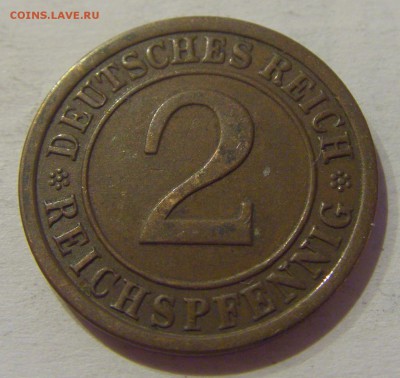 COINS.LAVE.RU
DEUTSCHES REICH
2
REICHSPFENNIG